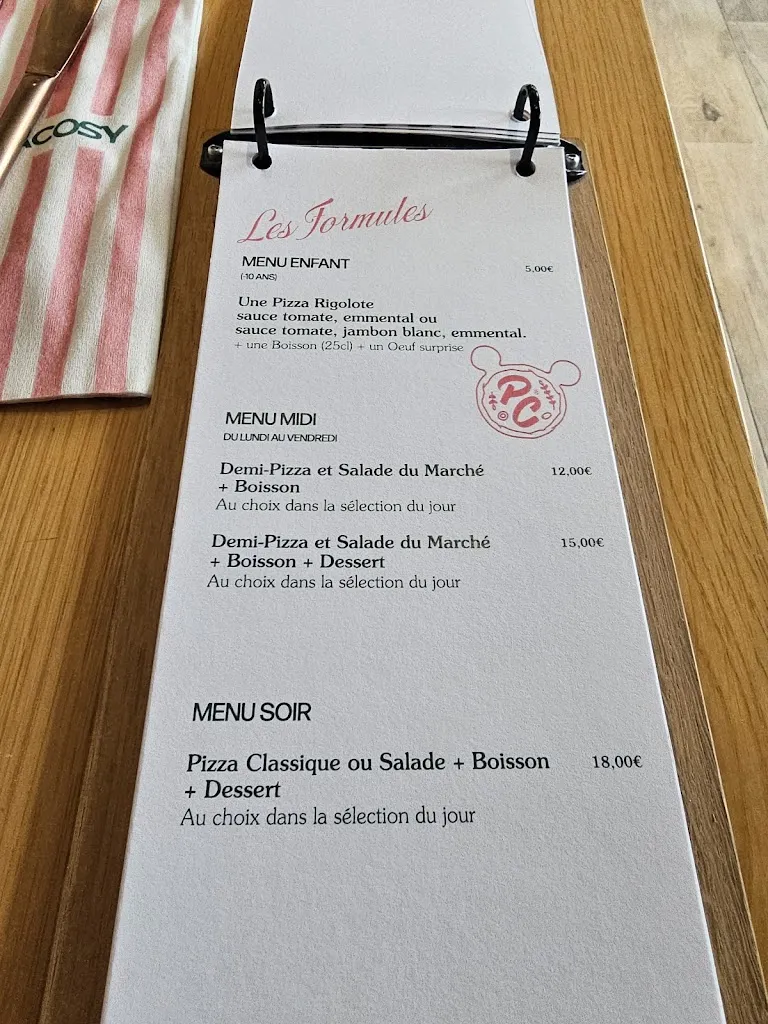 ACOSY
Les Formules
MENU ENFANT
(-10 ANS)
5,00€
Une Pizza Rigolote
sauce tomate, emmental ou
sauce tomate, jambon blanc, emmental.
+ une Boisson (25cl) + un Oeuf surprise
P C
MENU MIDI
DU LUNDI AU VENDREDI
Demi-Pizza et Salade du Marché 12,00€
+ Boisson
Au choix dans la sélection du jour
Demi-Pizza et Salade du Marché 15,00€
+ Boisson + Dessert
Au choix dans la sélection du jour
MENU SOIR
Pizza Classique ou Salade + Boisson 18,00€
+ Dessert
Au choix dans la sélection du jour